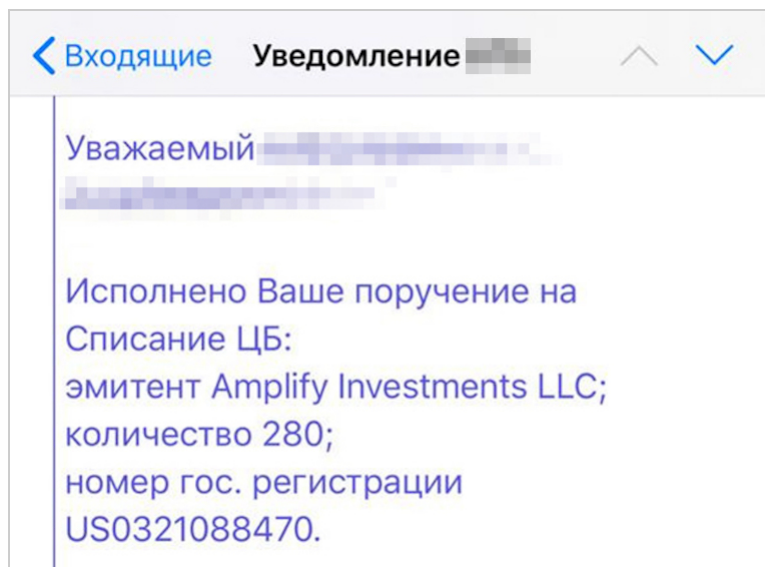 Входящие Уведомление
Уважаемый
Исполнено Ваше поручение на
Списание ЦБ:
эмитент Amplify Investments LLC;
количество 280;
номер гос. регистрации
US0321088470.